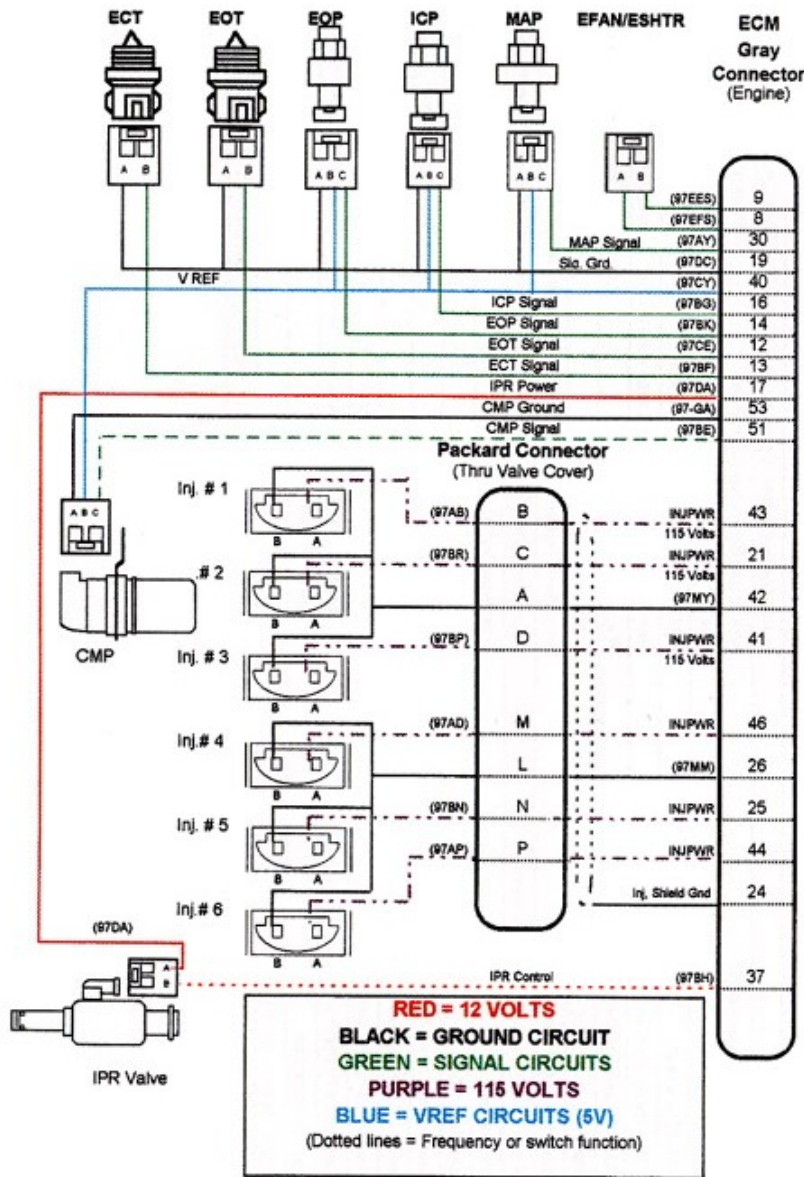 ECT EOT EOP ICP MAP EFAN/ESHTR ECM
Gray
Connector
(Engine)
A B A B A B C A B C A B C A B
(97EES) 9
(97EFS) 8
MAP Signal (97AY) 30
Sig. Grd. (97DC) 19
V REF (97CY) 40
ICP Signal (97BG) 16
EOP Signal (97BK) 14
EOT Signal (97CE) 12
ECT Signal (97BF) 13
IPR Power (97DA) 17
CMP Ground (97-GA) 53
CMP Signal (97BE) 51
Packard Connector
(Thru Valve Cover)
A B C
CMP
Inj. # 1
B A
(97AB) B INJPWR 43
115 Volts
.# 2
B A
(97BR) C INJPWR 21
115 Volts
A (97MY) 42
Inj. # 3
B A
(97BP) D INJPWR 41
115 Volts
Inj.# 4
B A
(97AD) M INJPWR 46
L (97MM) 26
Inj. # 5
B A
(97BN) N INJPWR 25
(97AP) P INJPWR 44
Inj.# 6
B A
Inj, Shield Gnd 24
(97DA)
A
B
IPR Control (97BH) 37
IPR Valve
RED = 12 VOLTS
BLACK = GROUND CIRCUIT
GREEN = SIGNAL CIRCUITS
PURPLE = 115 VOLTS
BLUE = VREF CIRCUITS (5V)
(Dotted lines = Frequency or switch function)